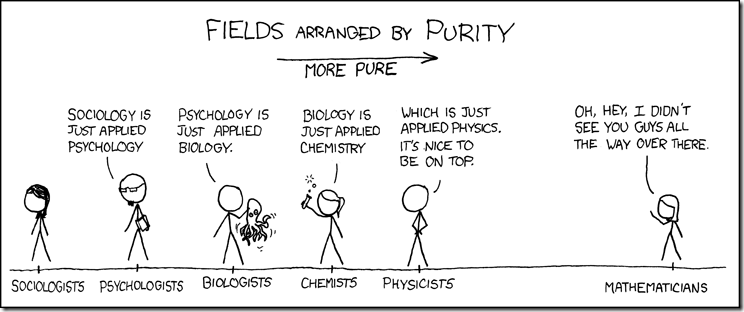 FIELDS ARRANGED BY PURITY
MORE PURE
SOCIOLOGY IS
JUST APPLIED
PSYCHOLOGY
PSYCHOLOGY IS
JUST APPLIED
BIOLOGY.
BIOLOGY IS
JUST APPLIED
CHEMISTRY
WHICH IS JUST
APPLIED PHYSICS.
IT'S NICE TO
BE ON TOP.
OH, HEY, I DIDN'T
SEE YOU GUYS ALL
THE WAY OVER THERE.
SOCIOLOGISTS
PSYCHOLOGISTS
BIOLOGISTS
CHEMISTS
PHYSICISTS
MATHEMATICIANS